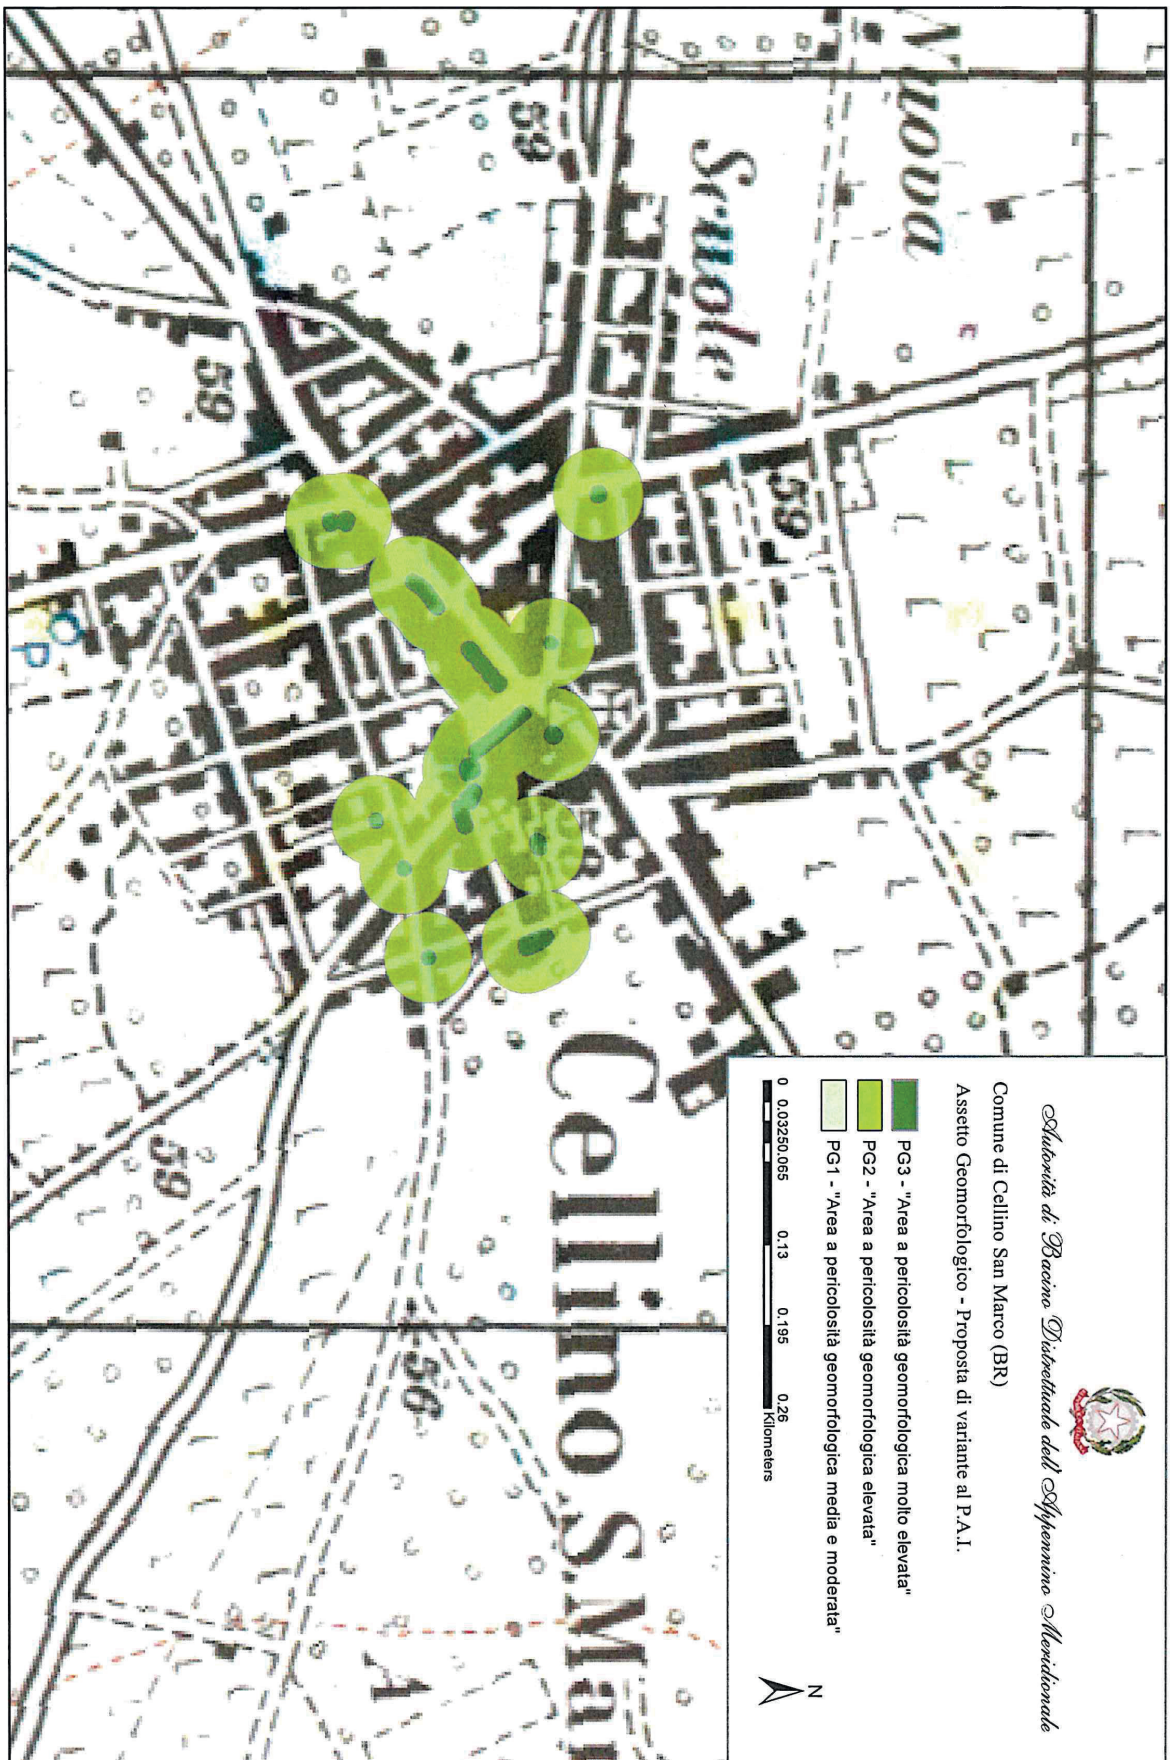 Autorità di Bacino Distrettuale dell'Appennino Meridionale
Comune di Cellino San Marco (BR)
Assetto Geomorfologico - Proposta di variante al P.A.I.
PG3 - "Area a pericolosità geomorfologica molto elevata"
PG2 - "Area a pericolosità geomorfologica elevata"
PG1 - "Area a pericolosità geomorfologica media e moderata"
0 0.03250.065 0.13 0.195 0.26
Kilometers
N
Nuova
Scuole
59
59
59
59
56
Cellino S. Mar
A